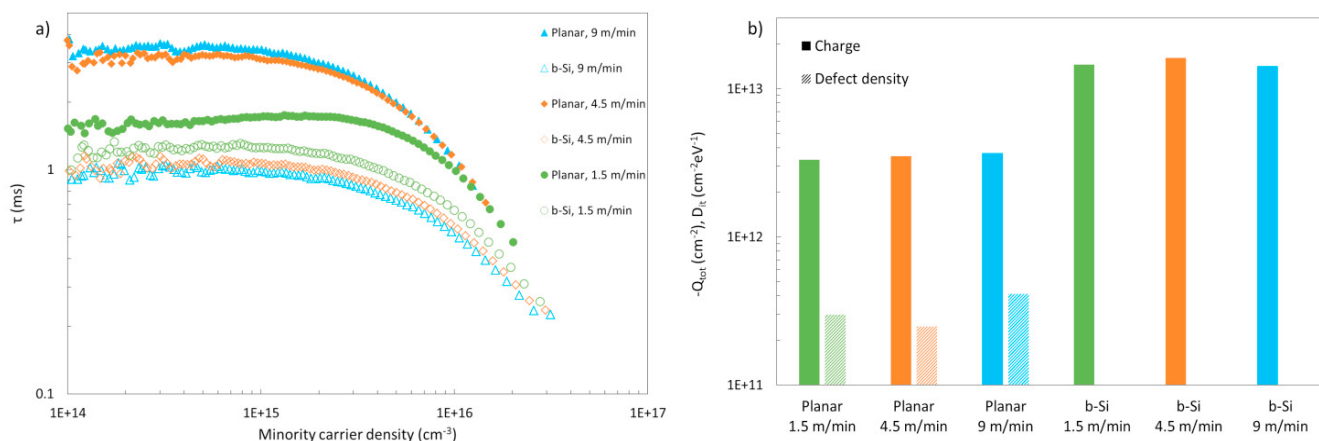 a)
Planar, 9 m/min
b-Si, 9 m/min
Planar, 4.5 m/min
b-Si, 4.5 m/min
Planar, 1.5 m/min
b-Si, 1.5 m/min
τ (ms)
1
0.1
1E+14
1E+15
1E+16
1E+17
Minority carrier density (cm⁻³)
b)
Charge
Defect density
-Qtot (cm⁻²), Dit (cm⁻²eV⁻¹)
1E+13
1E+12
1E+11
Planar
1.5 m/min
Planar
4.5 m/min
Planar
9 m/min
b-Si
1.5 m/min
b-Si
4.5 m/min
b-Si
9 m/min